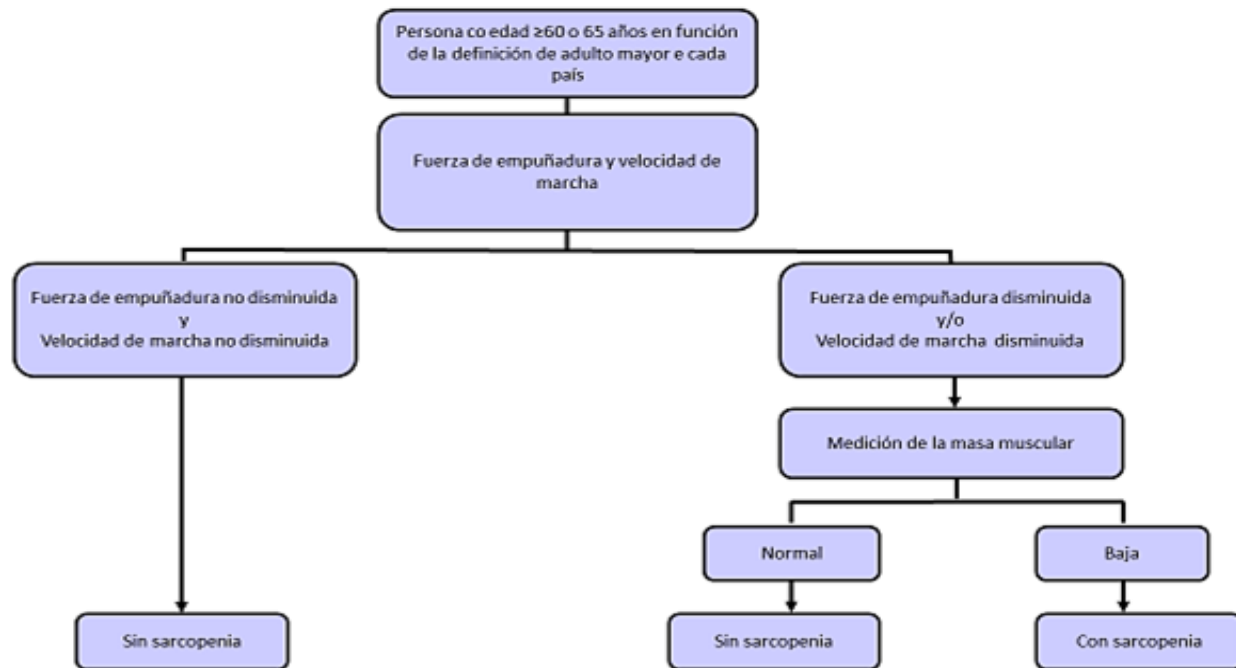 Persona co edad ≥60 o 65 años en función
de la definición de adulto mayor e cada
país
Fuerza de empuñadura y velocidad de
marcha
Fuerza de empuñadura no disminuida
y
Velocidad de marcha no disminuida
Fuerza de empuñadura disminuida
y/o
Velocidad de marcha disminuida
Medición de la masa muscular
Normal
Baja
Sin sarcopenia
Sin sarcopenia
Con sarcopenia